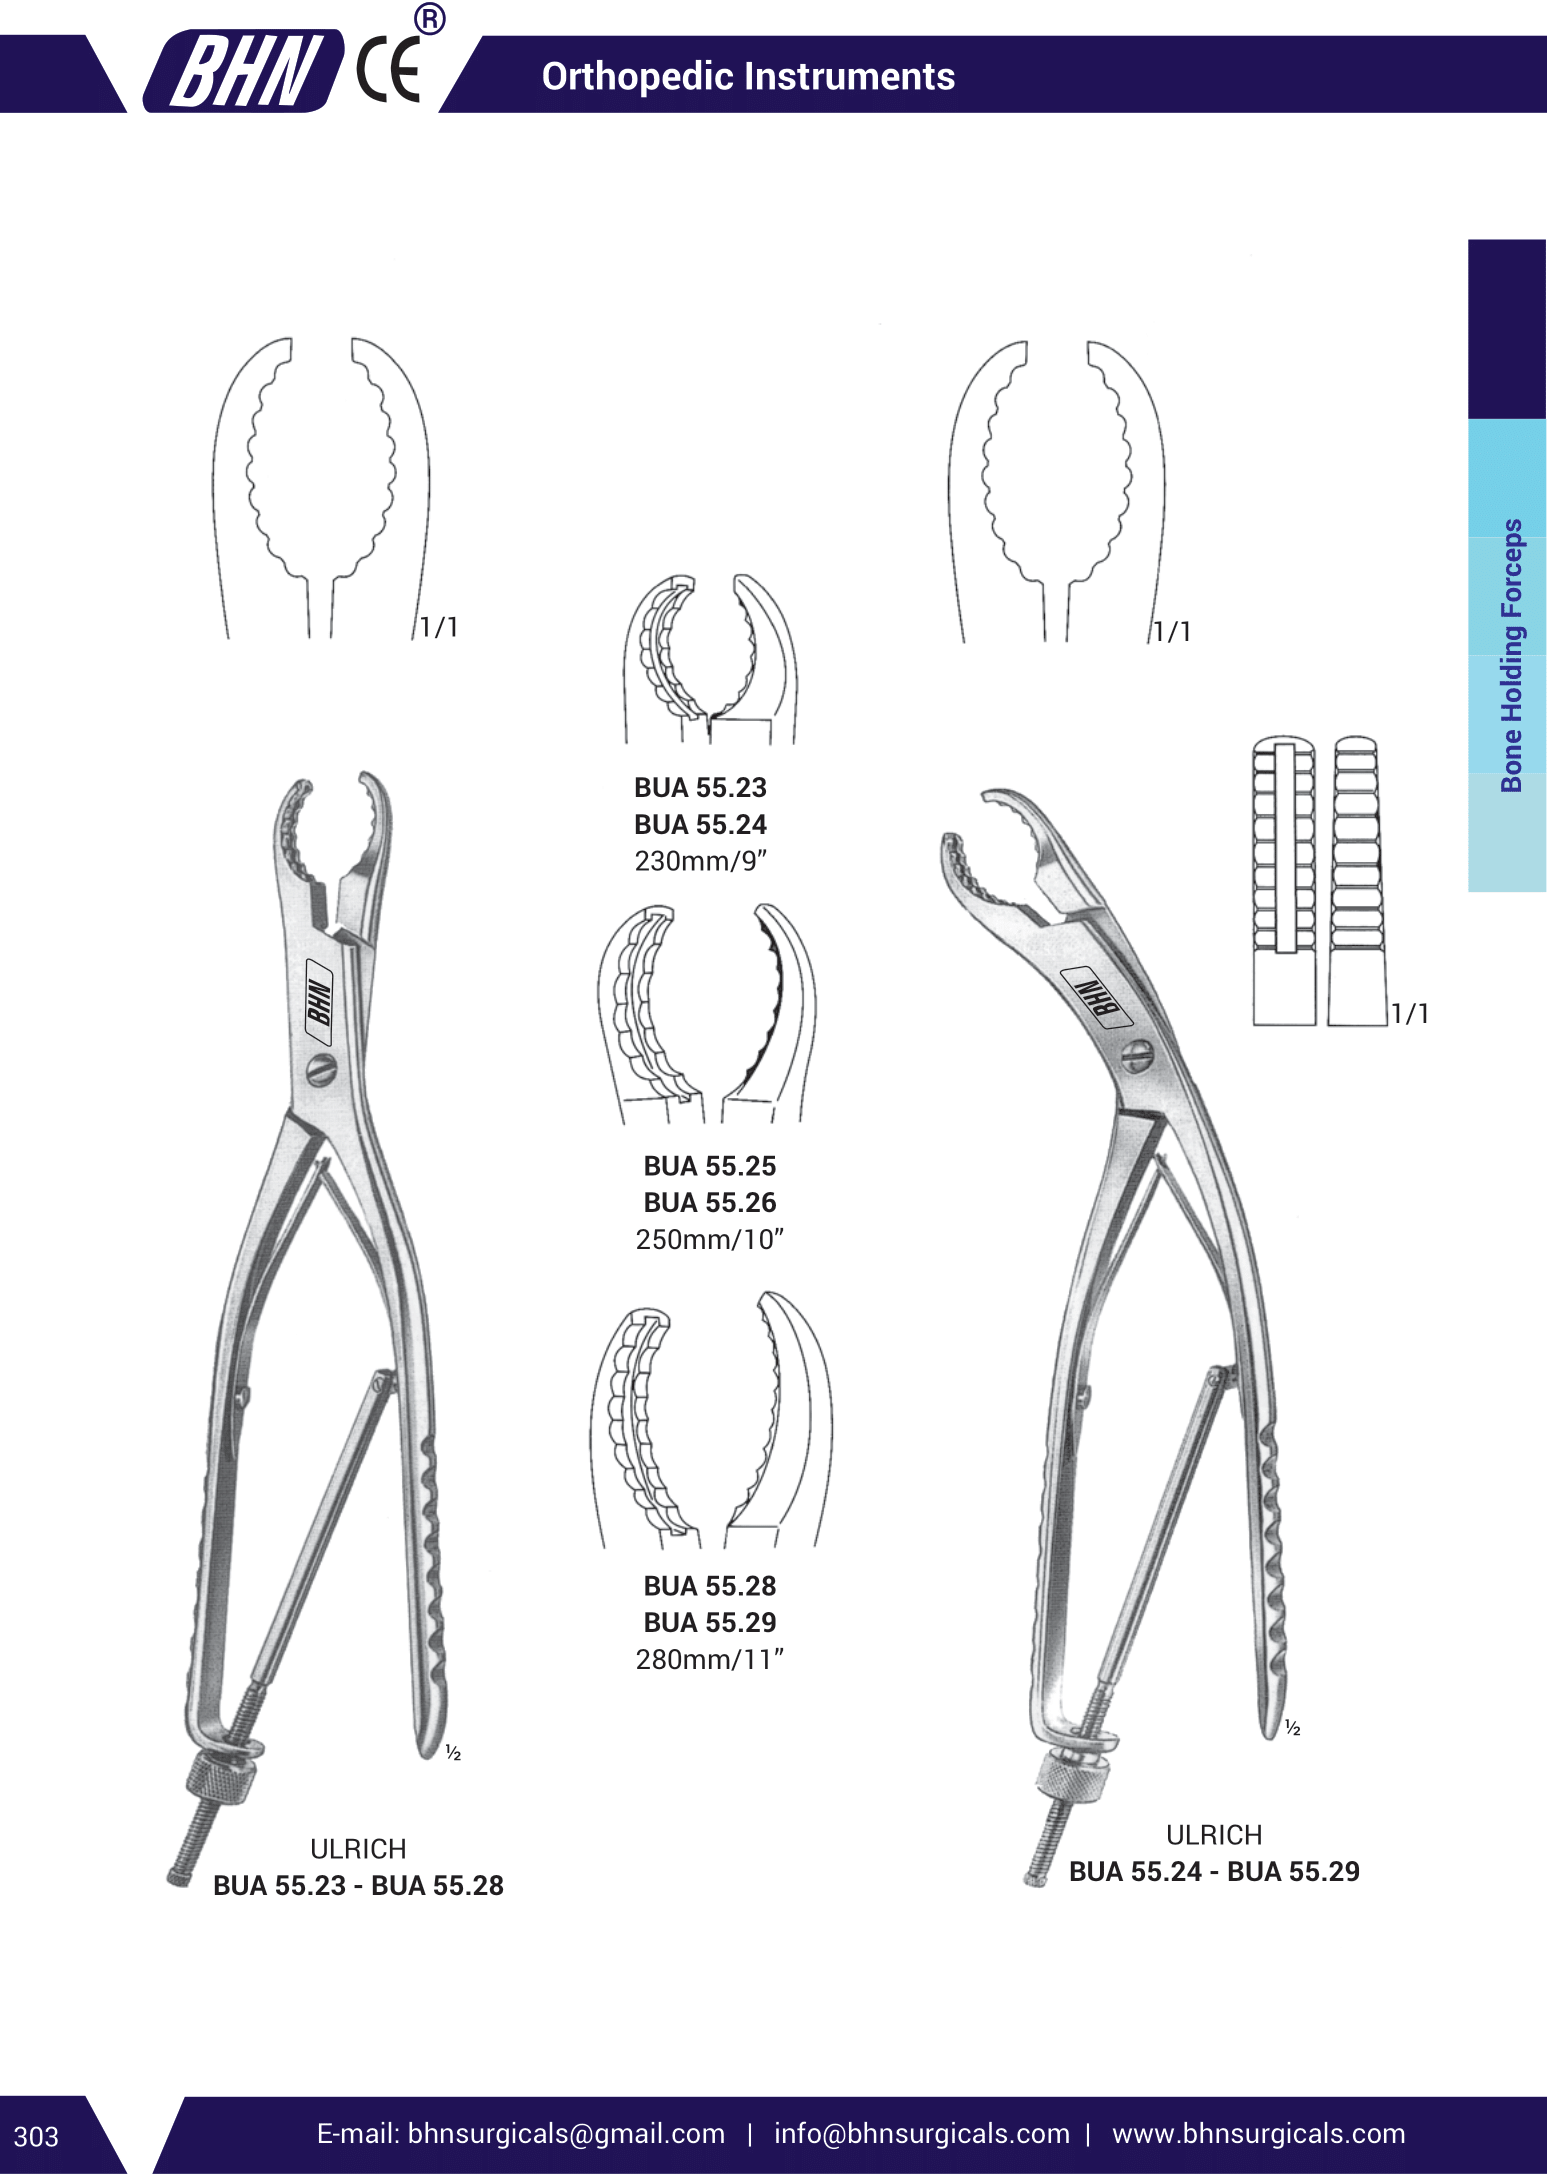 BHN CE ®
Orthopedic Instruments
Bone Holding Forceps
1/1
1/1
BUA 55.23
BUA 55.24
230mm/9”
1/1
BHN
BHN
BUA 55.25
BUA 55.26
250mm/10”
BUA 55.28
BUA 55.29
280mm/11”
½
½
ULRICH
BUA 55.23 - BUA 55.28
ULRICH
BUA 55.24 - BUA 55.29
303
E-mail: bhnsurgicals@gmail.com | info@bhnsurgicals.com | www.bhnsurgicals.com